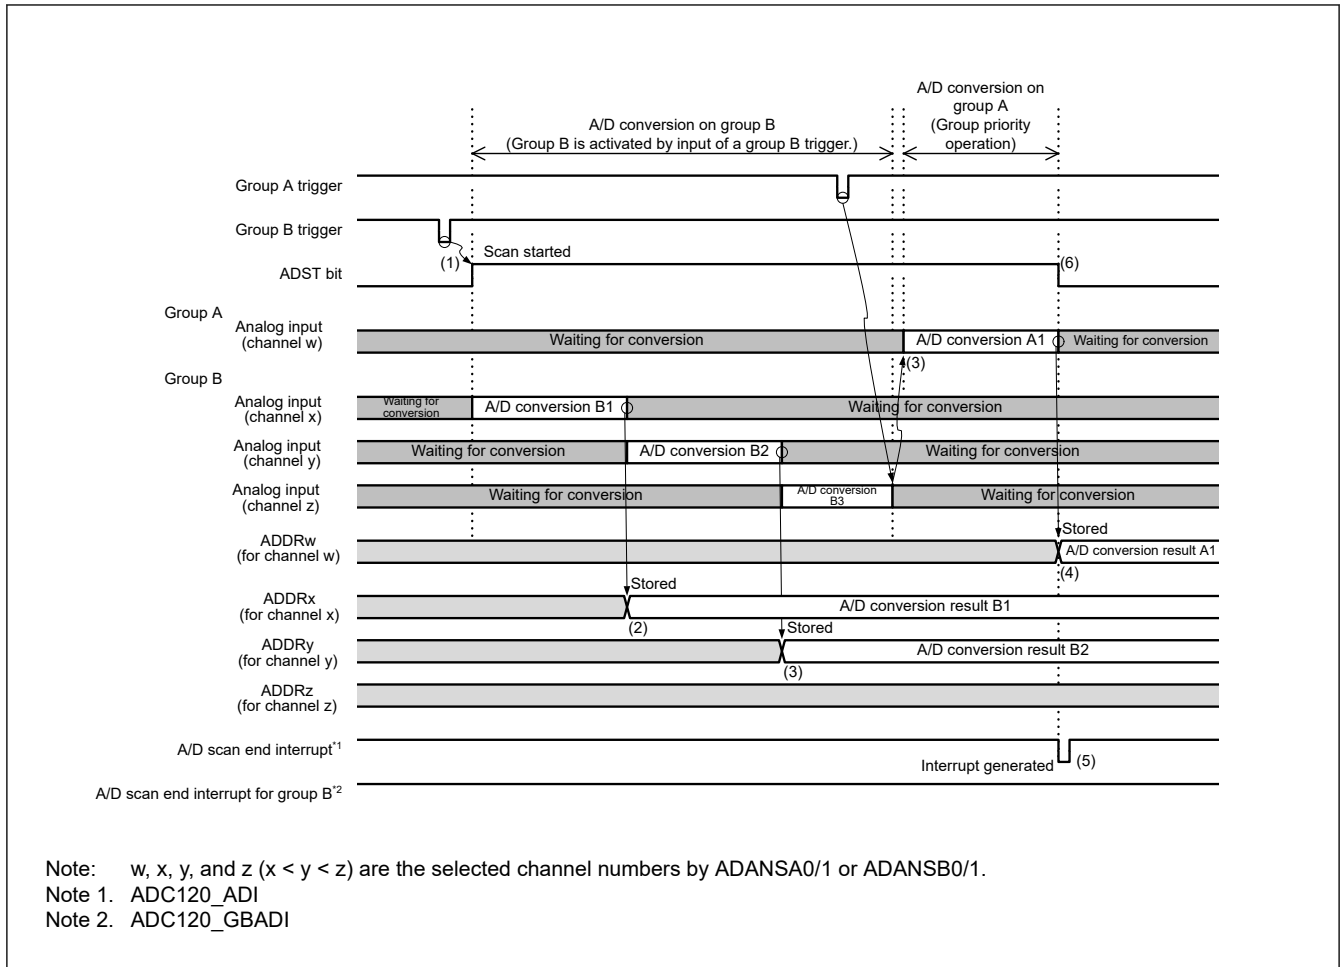 A/D conversion on
group A
(Group priority
operation)
A/D conversion on group B
(Group B is activated by input of a group B trigger.)
Group A trigger
Group B trigger
(1)
Scan started
ADST bit
(6)
Group A
Analog input
(channel w)
Waiting for conversion
A/D conversion A1
Waiting for conversion
(3)
Group B
Analog input
(channel x)
Waiting for
conversion
A/D conversion B1
Waiting for conversion
Analog input
(channel y)
Waiting for conversion
A/D conversion B2
Waiting for conversion
Analog input
(channel z)
Waiting for conversion
A/D conversion
B3
Waiting for conversion
Stored
ADDRw
(for channel w)
A/D conversion result A1
(4)
Stored
ADDRx
(for channel x)
A/D conversion result B1
(2)
Stored
ADDRy
(for channel y)
A/D conversion result B2
(3)
ADDRz
(for channel z)
A/D scan end interrupt*1
Interrupt generated
(5)
A/D scan end interrupt for group B*2
Note: w, x, y, and z (x < y < z) are the selected channel numbers by ADANSA0/1 or ADANSB0/1.
Note 1. ADC120_ADI
Note 2. ADC120_GBADI